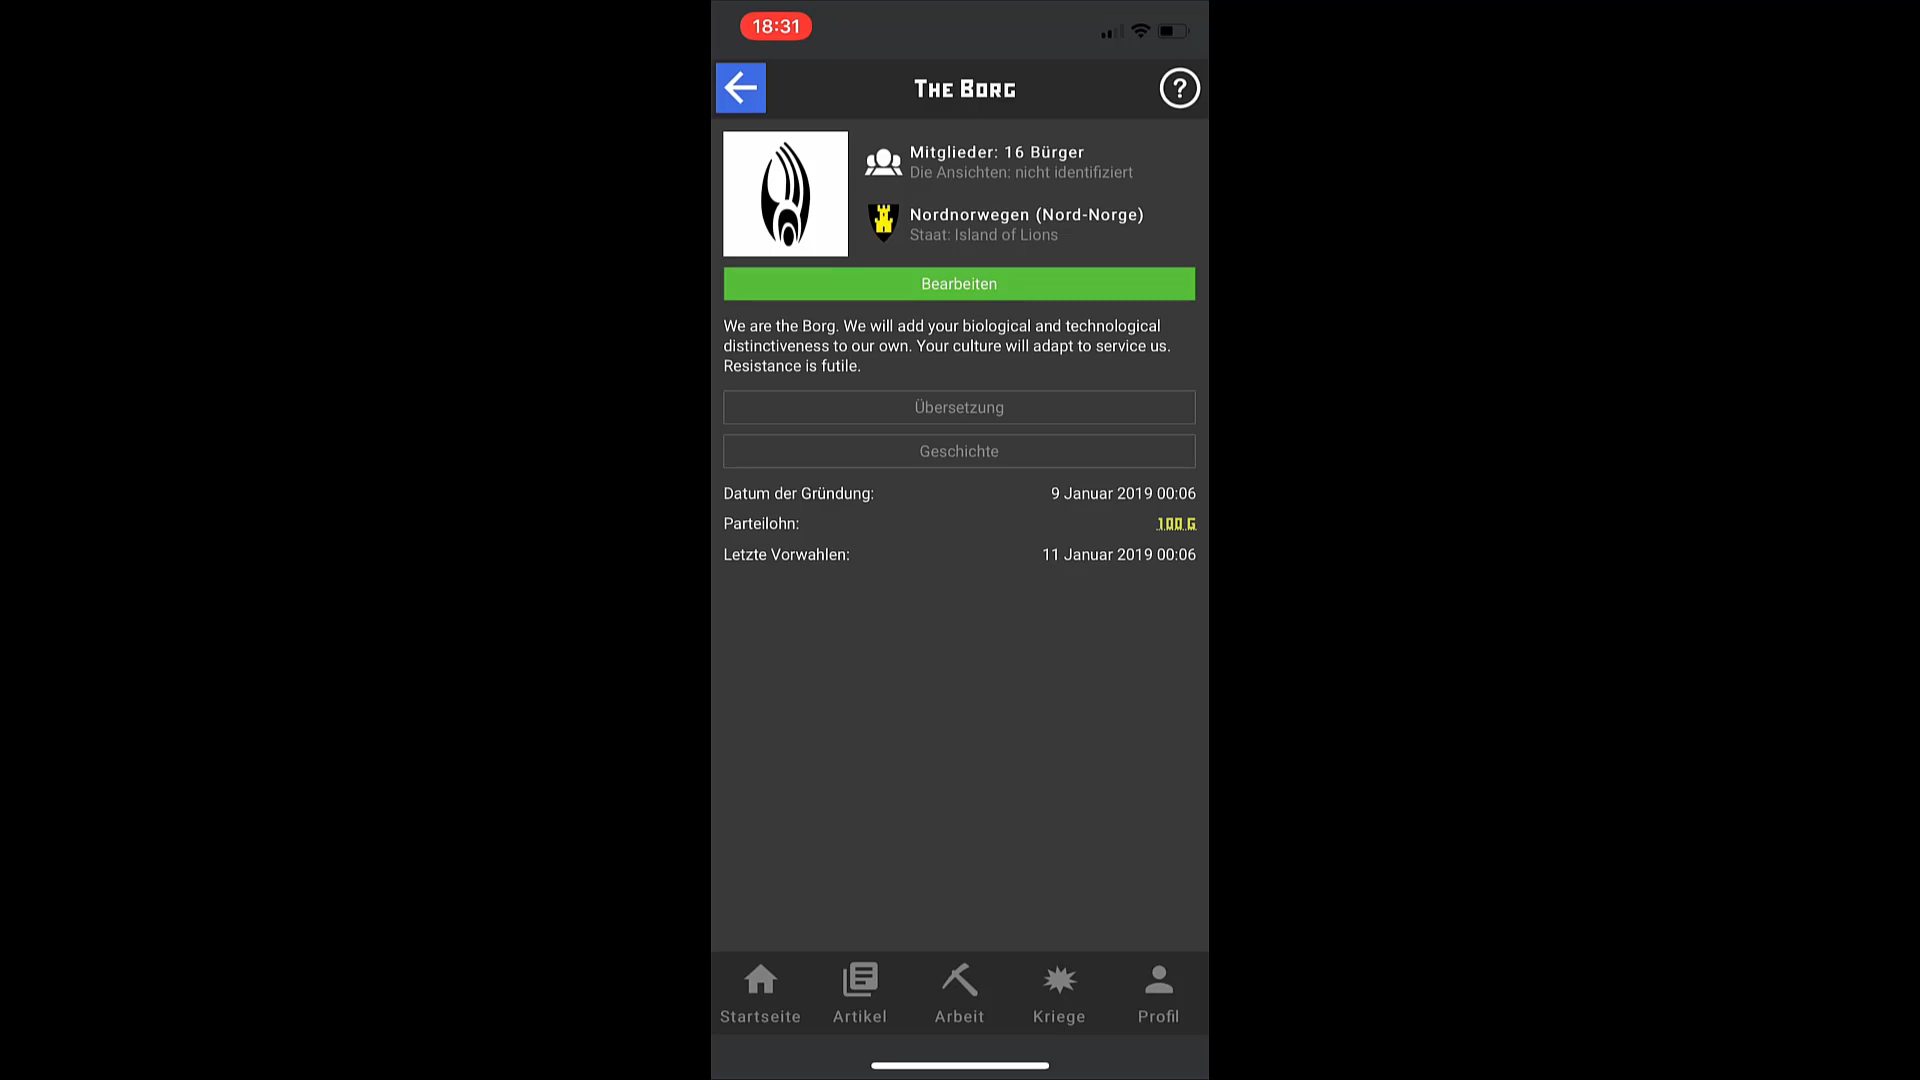 18:31
The Borg
?
Mitglieder: 16 Bürger
Die Ansichten: nicht identifiziert
Nordnorwegen (Nord-Norge)
Staat: Island of Lions
Bearbeiten
We are the Borg. We will add your biological and technological
distinctiveness to our own. Your culture will adapt to service us.
Resistance is futile.
Übersetzung
Geschichte
Datum der Gründung: 9 Januar 2019 00:06
Parteilohn: 100 G
Letzte Vorwahlen: 11 Januar 2019 00:06
Startseite Artikel Arbeit Kriege Profil